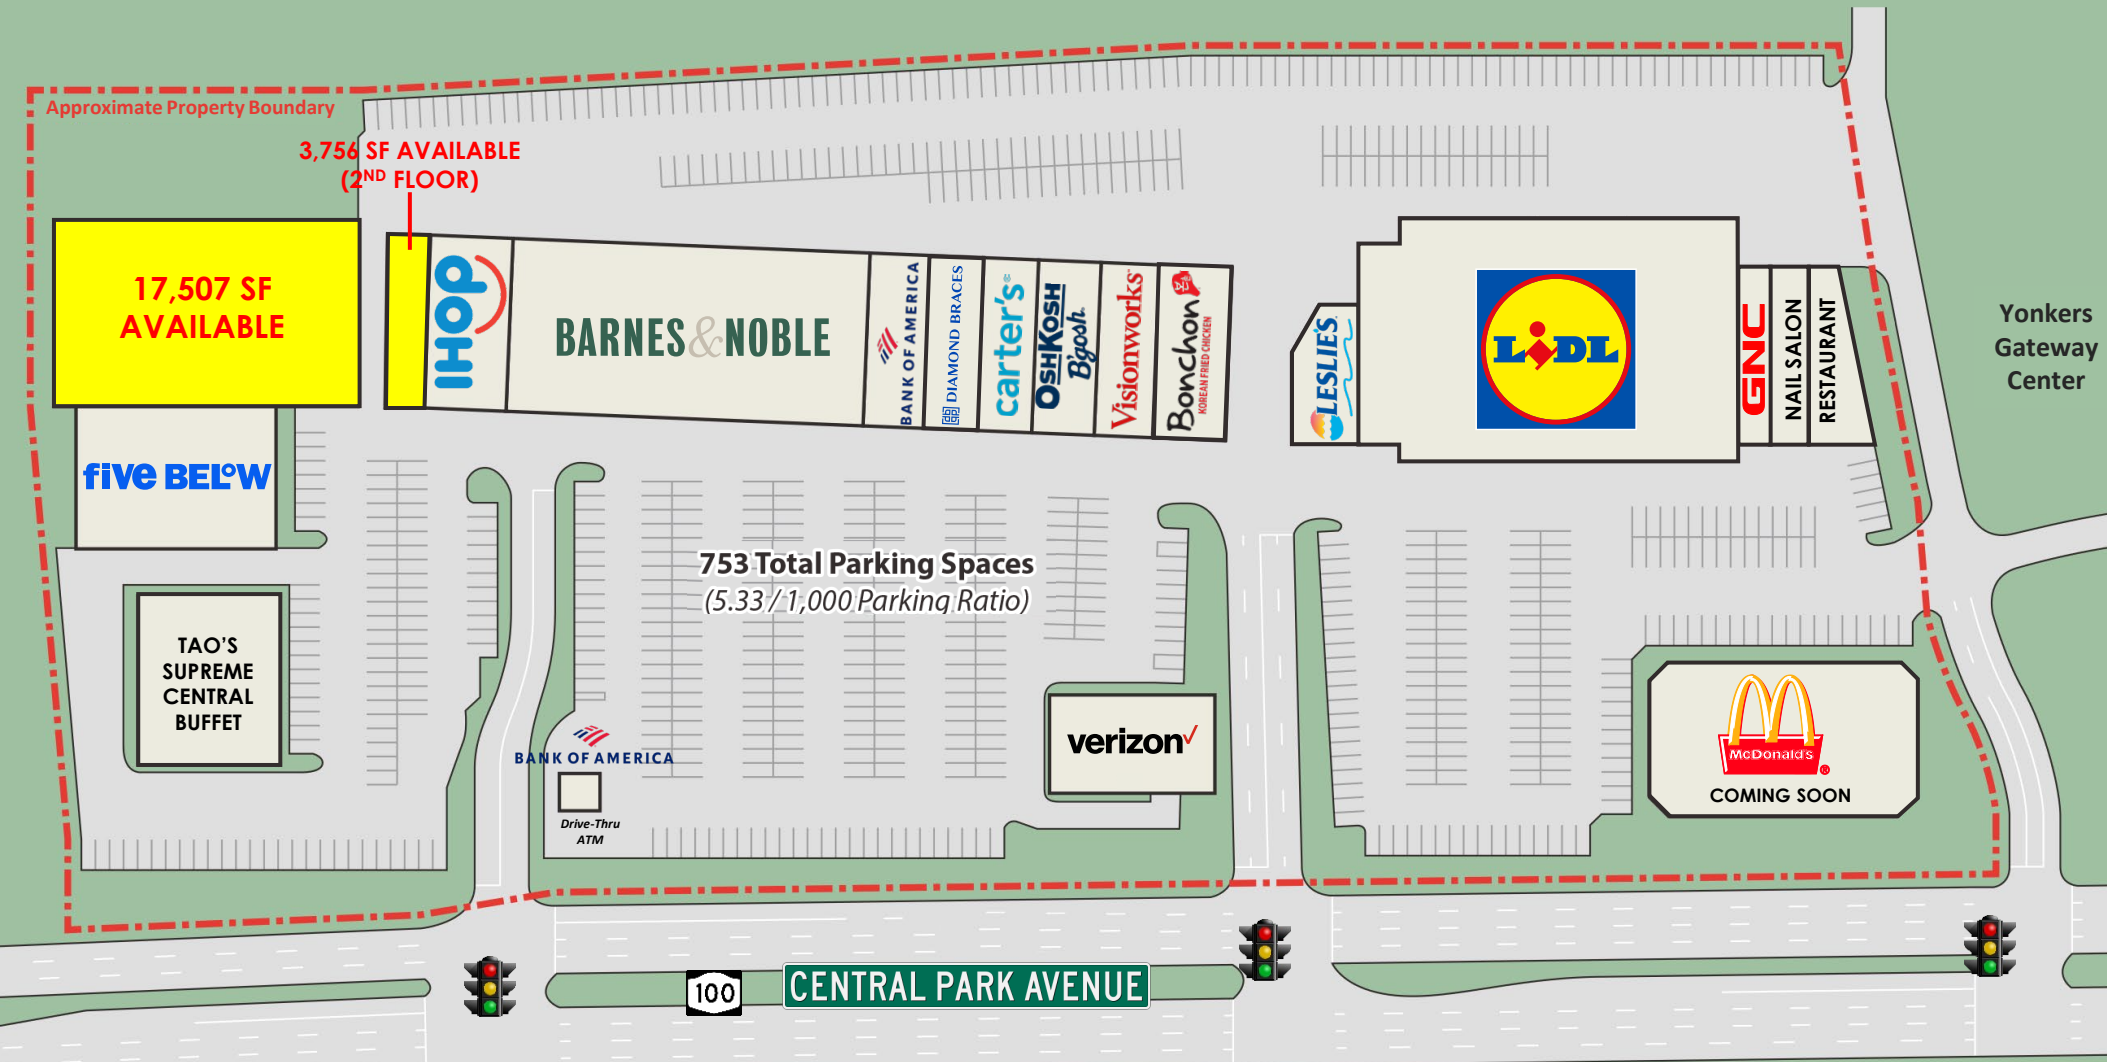 Approximate Property Boundary
3,756 SF AVAILABLE
(2ND FLOOR)
17,507 SF
AVAILABLE
five BELOW
TAO'S
SUPREME
CENTRAL
BUFFET
IHOP
BARNES&NOBLE
BANK OF AMERICA
DIAMOND BRACES
carter's®
OSHKOSH
B'gosh
Visionworks
Bonchon
KOREAN FRIED CHICKEN
LESLIE'S
LIDL
GNC
NAIL SALON
RESTAURANT
Yonkers
Gateway
Center
753 Total Parking Spaces
(5.33 / 1,000 Parking Ratio)
BANK OF AMERICA
Drive-Thru
ATM
verizon
McDonald's®
COMING SOON
100
CENTRAL PARK AVENUE